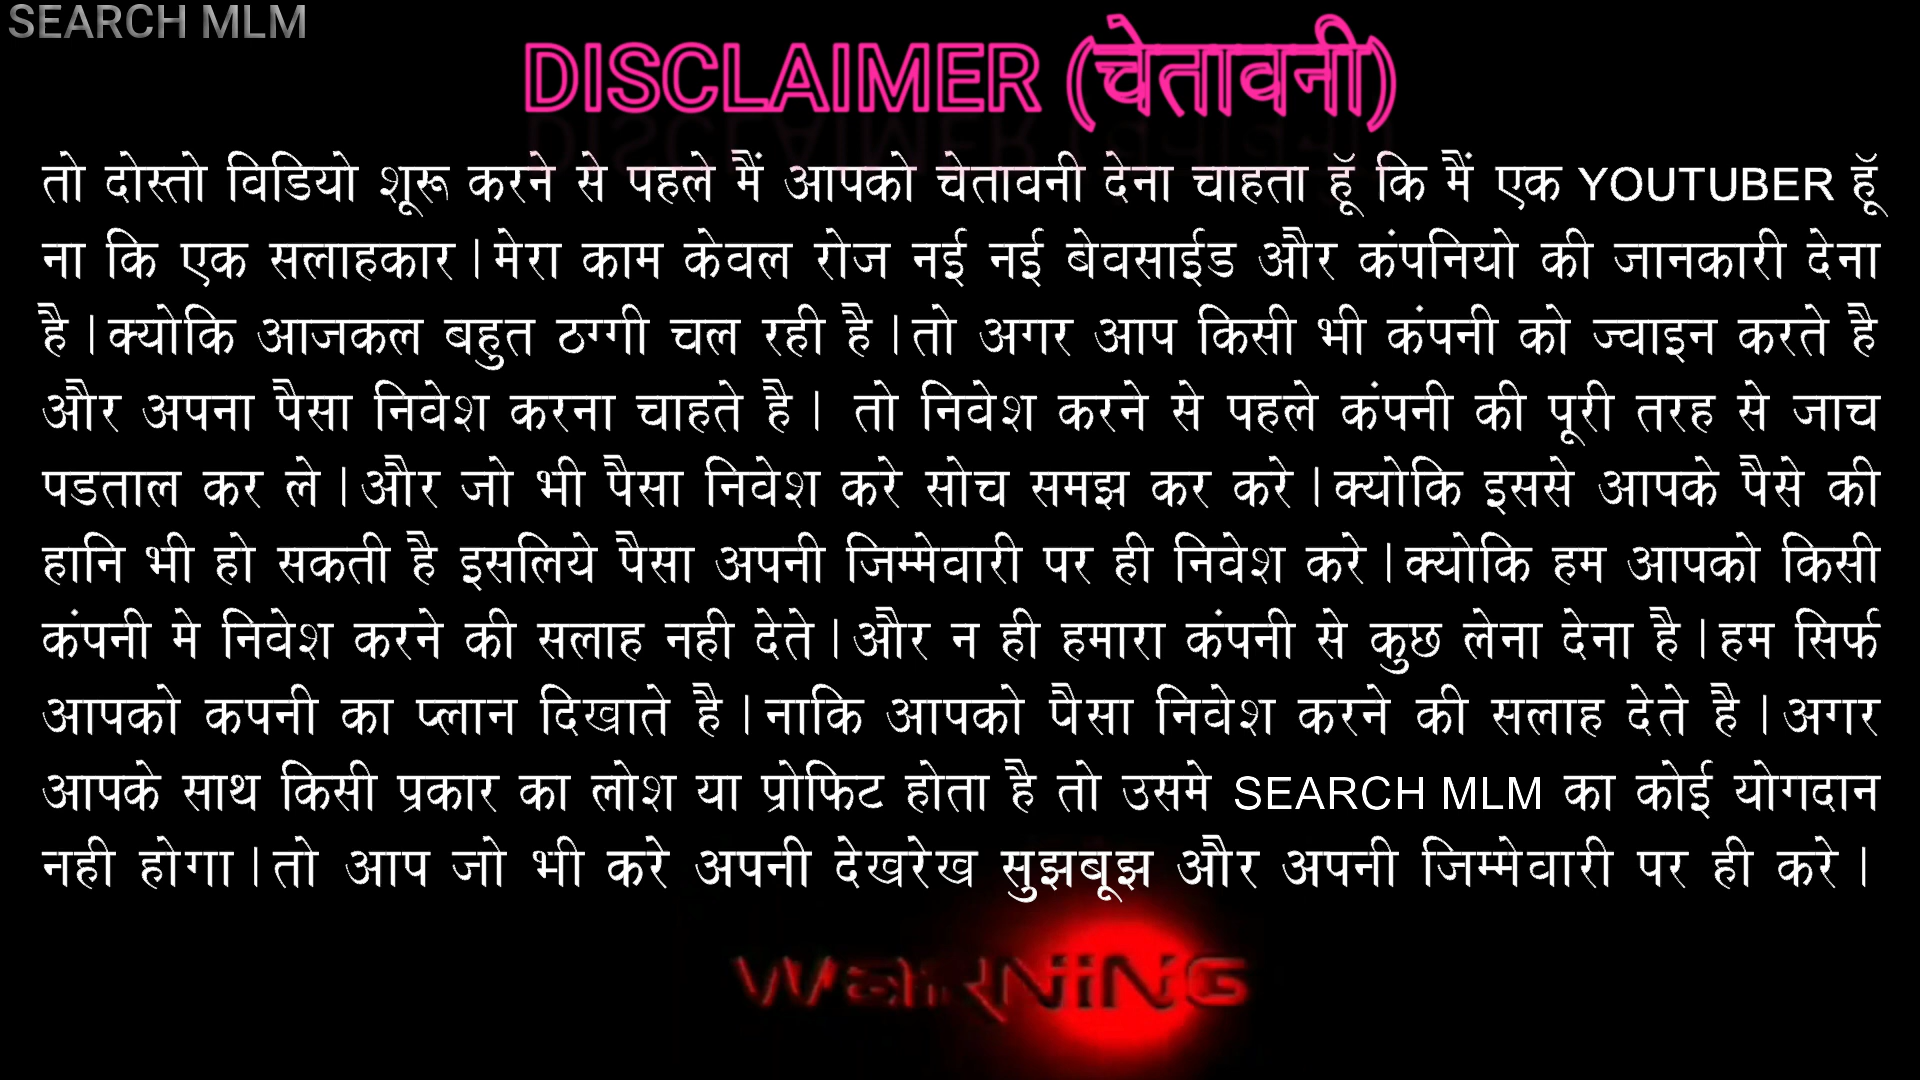 SEARCH MLM
DISCLAIMER (चेतावनी)
तो दोस्तो विडियो शूरू करने से पहले मैं आपको चेतावनी देना चाहता हूॅ कि मैं एक YOUTUBER हूॅ
ना कि एक सलाहकार।मेरा काम केवल रोज नई नई बेवसाईड और कंपनियो की जानकारी देना
है।क्योकि आजकल बहुत ठग्गी चल रही है।तो अगर आप किसी भी कंपनी को ज्वाइन करते है
और अपना पैसा निवेश करना चाहते है। तो निवेश करने से पहले कंपनी की पूरी तरह से जाच
पडताल कर ले।और जो भी पैसा निवेश करे सोच समझ कर करे।क्योकि इससे आपके पैसे की
हानि भी हो सकती है इसलिये पैसा अपनी जिम्मेवारी पर ही निवेश करे।क्योकि हम आपको किसी
कंपनी मे निवेश करने की सलाह नही देते।और न ही हमारा कंपनी से कुछ लेना देना है।हम सिर्फ
आपको कपनी का प्लान दिखाते है।नाकि आपको पैसा निवेश करने की सलाह देते है।अगर
आपके साथ किसी प्रकार का लोश या प्रोफिट होता है तो उसमे SEARCH MLM का कोई योगदान
नही होगा।तो आप जो भी करे अपनी देखरेख सुझबूझ और अपनी जिम्मेवारी पर ही करे।
WARNING